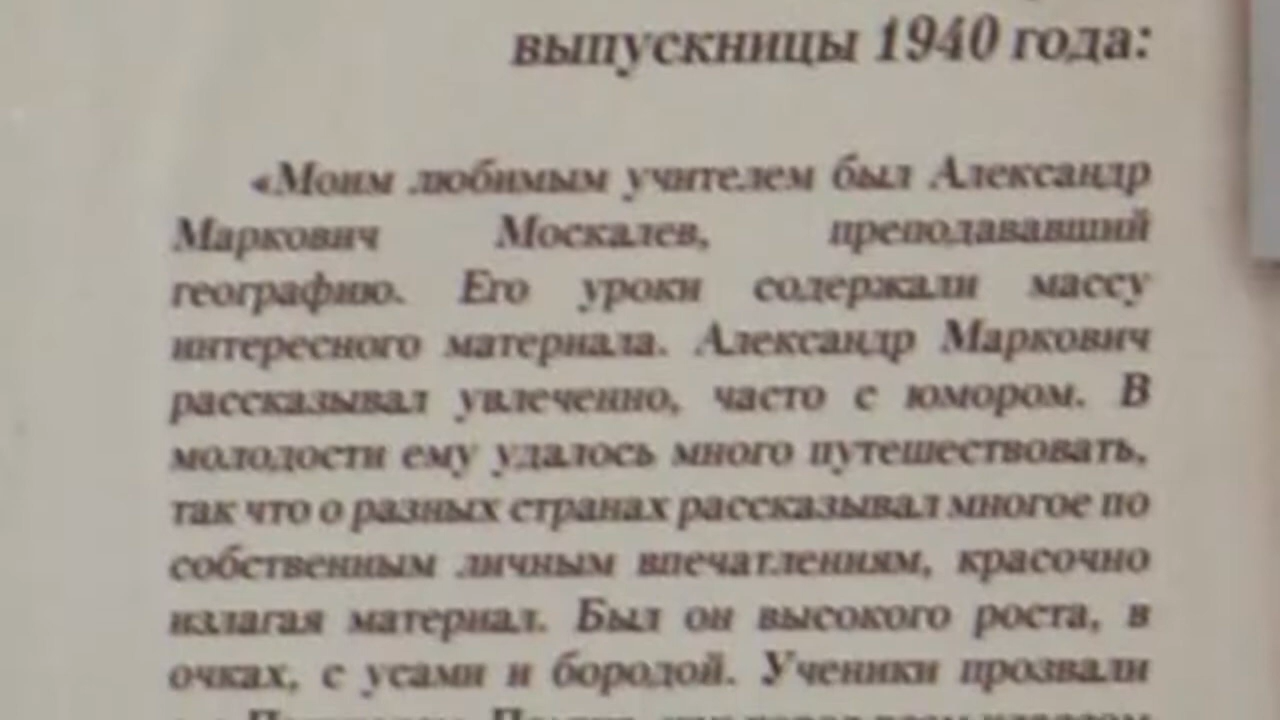 выпускницы 1940 года:
«Моим любимым учителем был Александр
Маркович Москалев, преподававший
географию. Его уроки содержали массу
интересного материала. Александр Маркович
рассказывал увлеченно, часто с юмором. В
молодости ему удалось много путешествовать,
так что о разных странах рассказывал многое по
собственным личным впечатлениям, красочно
излагая материал. Был он высокого роста, в
очках, с усами и бородой. Ученики прозвали